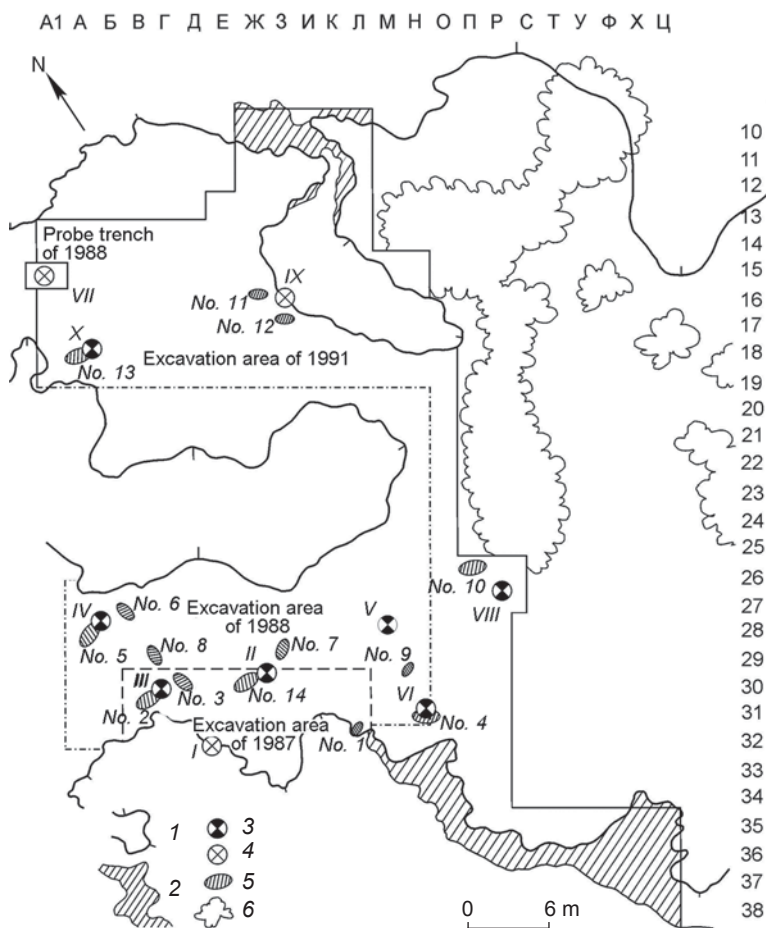 А1 А Б В Г Д Е Ж З И К Л М Н О П Р С Т У Ф Х Ц
N
10
11
12
13
Probe trench
of 1988
14
15
VII
IX
No. 11
16
No. 12
17
X
No. 13
Excavation area of 1991
18
19
20
21
22
23
24
25
No. 10
26
VIII
27
IV
No. 6
Excavation area
of 1988
V
28
No. 5
No. 8
II
No. 7
No. 9
29
III
No. 3
No. 14
VI
30
No. 2
No. 4
31
Excavation area
of 1987
I
No. 1
32
33
34
1
3
35
4
36
2
5
37
6
0 6 m
38